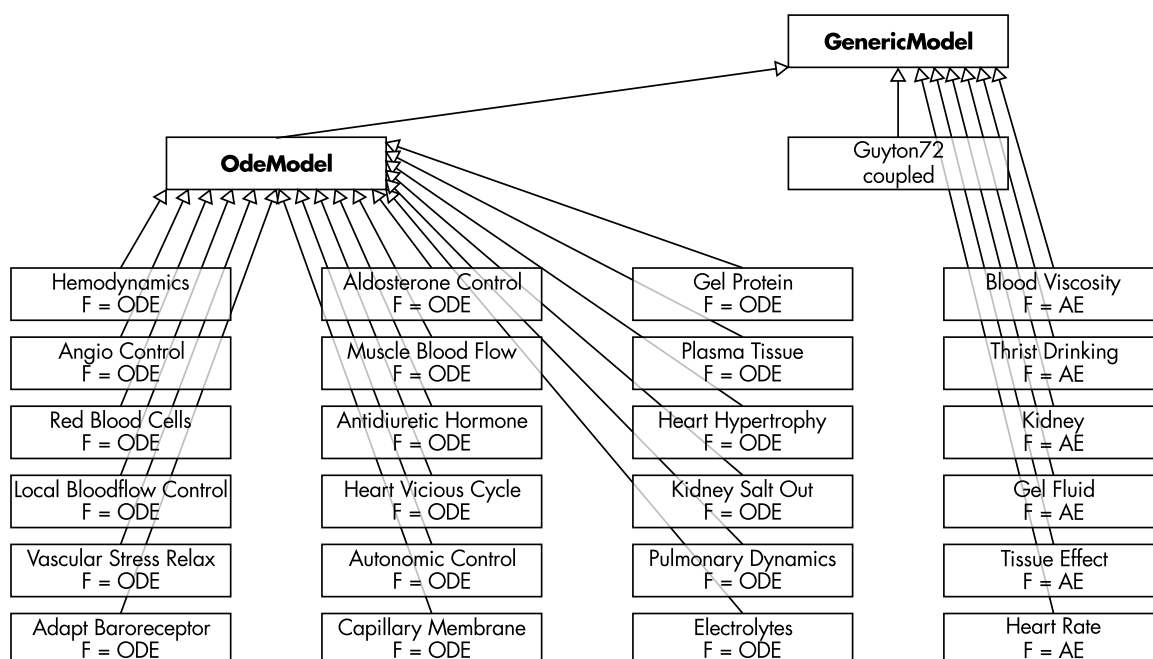 GenericModel
OdeModel
Guyton72
coupled
Hemodynamics
F = ODE
Aldosterone Control
F = ODE
Gel Protein
F = ODE
Blood Viscosity
F = AE
Angio Control
F = ODE
Muscle Blood Flow
F = ODE
Plasma Tissue
F = ODE
Thrist Drinking
F = AE
Red Blood Cells
F = ODE
Antidiuretic Hormone
F = ODE
Heart Hypertrophy
F = ODE
Kidney
F = AE
Local Bloodflow Control
F = ODE
Heart Vicious Cycle
F = ODE
Kidney Salt Out
F = ODE
Gel Fluid
F = AE
Vascular Stress Relax
F = ODE
Autonomic Control
F = ODE
Pulmonary Dynamics
F = ODE
Tissue Effect
F = AE
Adapt Baroreceptor
F = ODE
Capillary Membrane
F = ODE
Electrolytes
F = ODE
Heart Rate
F = AE